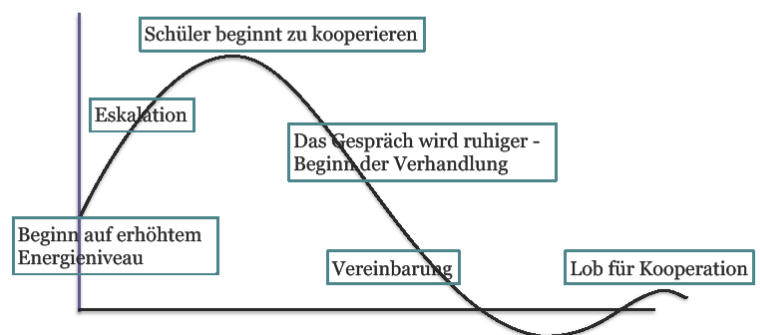 Schüler beginnt zu kooperieren
Eskalation
Das Gespräch wird ruhiger -
Beginn der Verhandlung
Beginn auf erhöhtem
Energieniveau
Vereinbarung
Lob für Kooperation